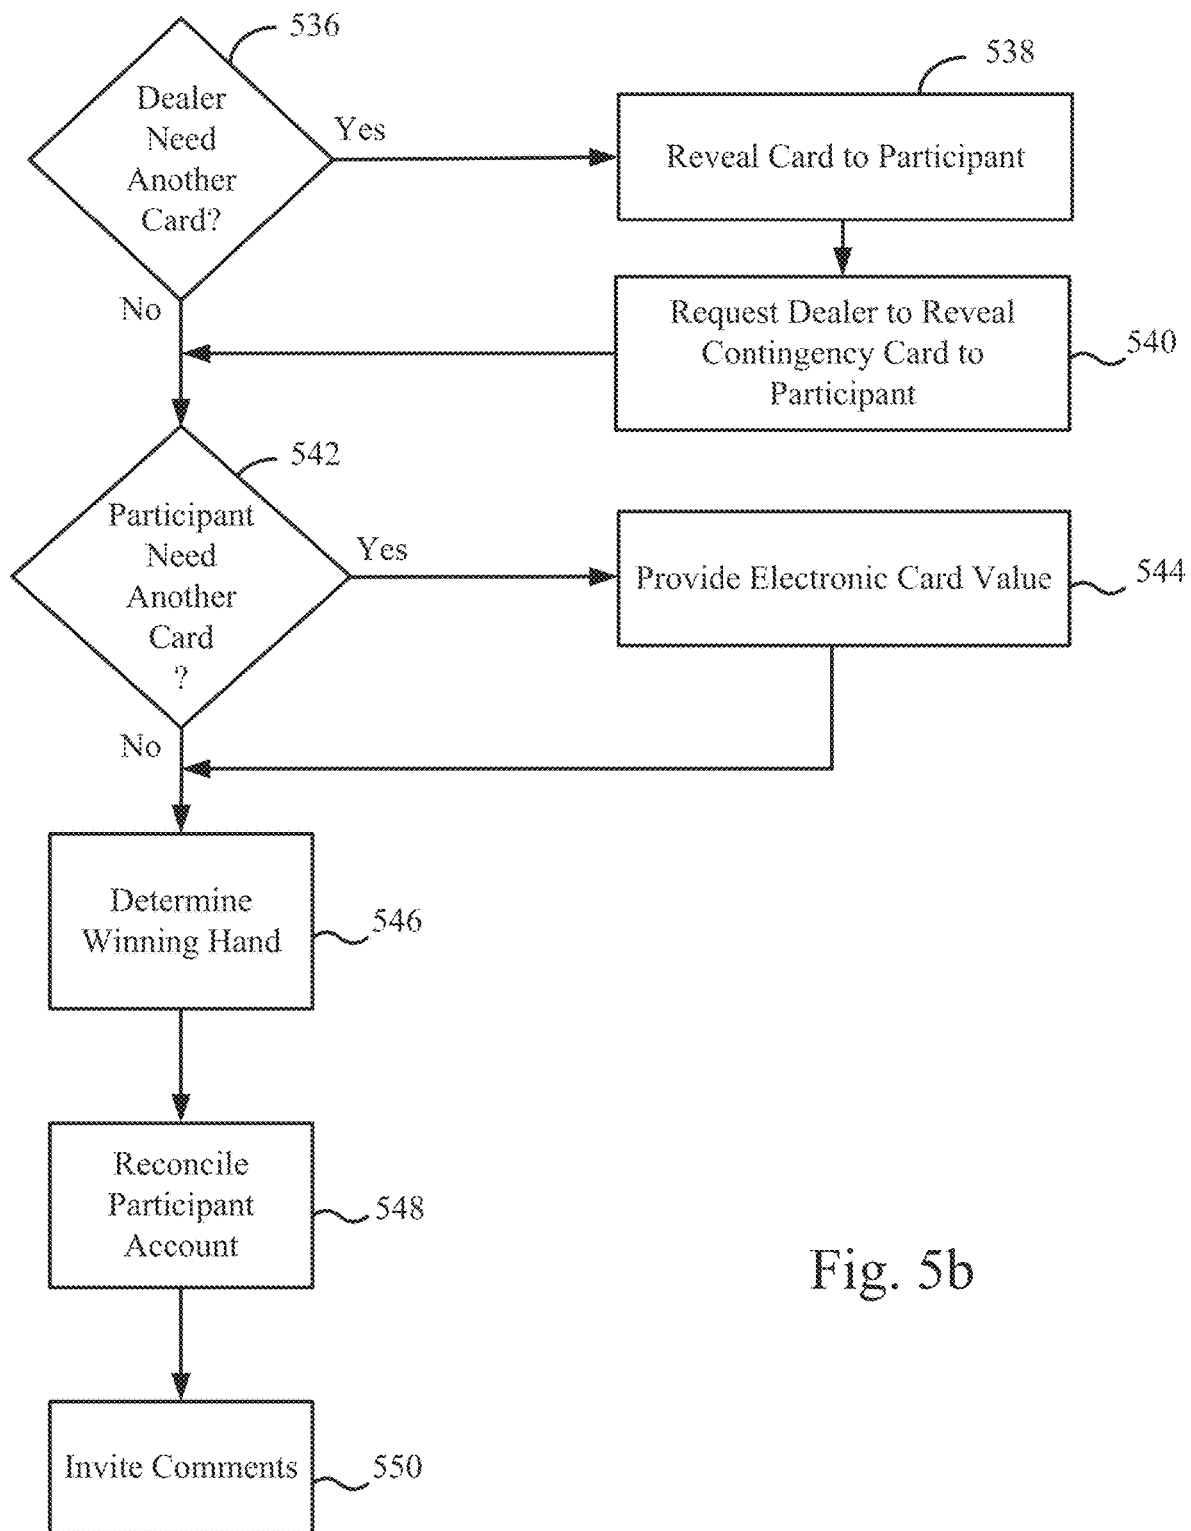 536
Dealer
Need
Another
Card?
Yes
538
Reveal Card to Participant
No
Request Dealer to Reveal
Contingency Card to
Participant
540
542
Participant
Need
Another
Card
?
Yes
Provide Electronic Card Value
544
No
Determine
Winning Hand
546
Reconcile
Participant
Account
548
Fig. 5b
Invite Comments
550